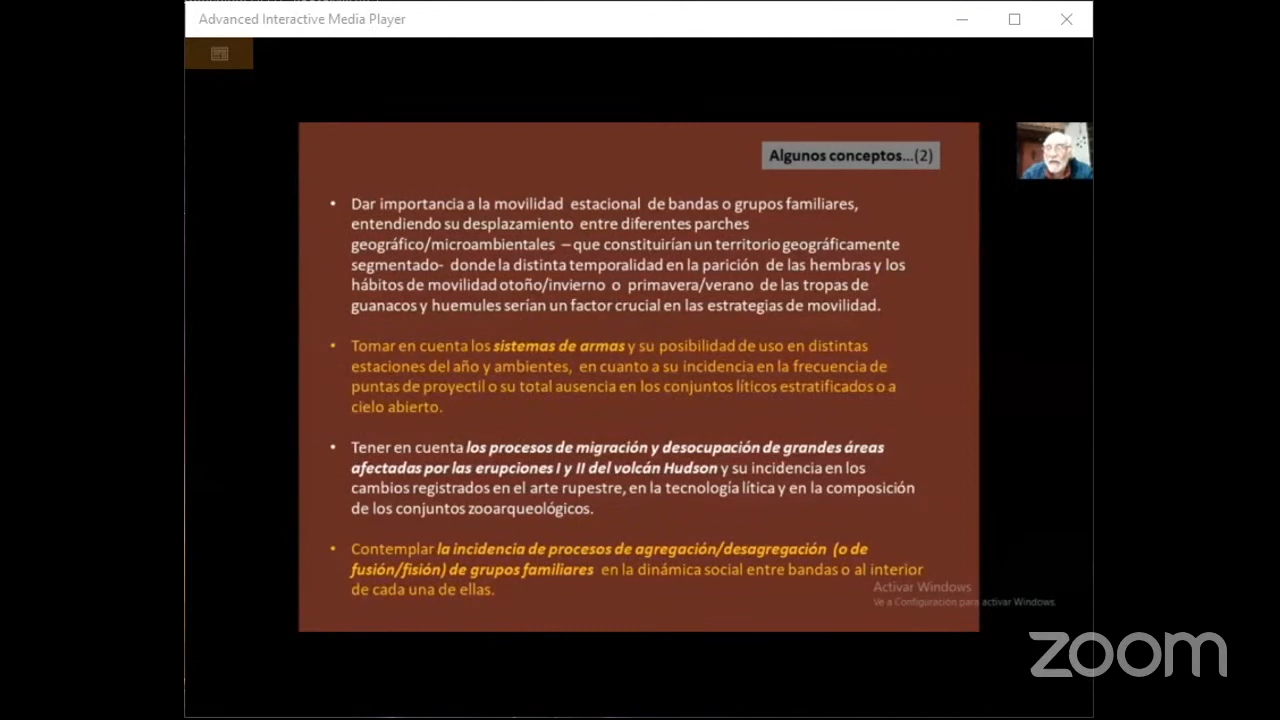 Advanced Interactive Media Player
Algunos conceptos...(2)
• Dar importancia a la movilidad estacional de bandas o grupos familiares,
entendiendo su desplazamiento entre diferentes parches
geográfico/microambientales – que constituirían un territorio geográficamente
segmentado- donde la distinta temporalidad en la parición de las hembras y los
hábitos de movilidad otoño/invierno o primavera/verano de las tropas de
guanacos y huemules serían un factor crucial en las estrategias de movilidad.
• Tomar en cuenta los sistemas de armas y su posibilidad de uso en distintas
estaciones del año y ambientes, en cuanto a su incidencia en la frecuencia de
puntas de proyectil o su total ausencia en los conjuntos líticos estratificados o a
cielo abierto.
• Tener en cuenta los procesos de migración y desocupación de grandes áreas
afectadas por las erupciones I y II del volcán Hudson y su incidencia en los
cambios registrados en el arte rupestre, en la tecnología lítica y en la composición
de los conjuntos zooarqueológicos.
• Contemplar la incidencia de procesos de agregación/desagregación (o de
fusión/fisión) de grupos familiares en la dinámica social entre bandas o al interior
de cada una de ellas.
Activar Windows
Ve a Configuración para activar Windows.
zoom